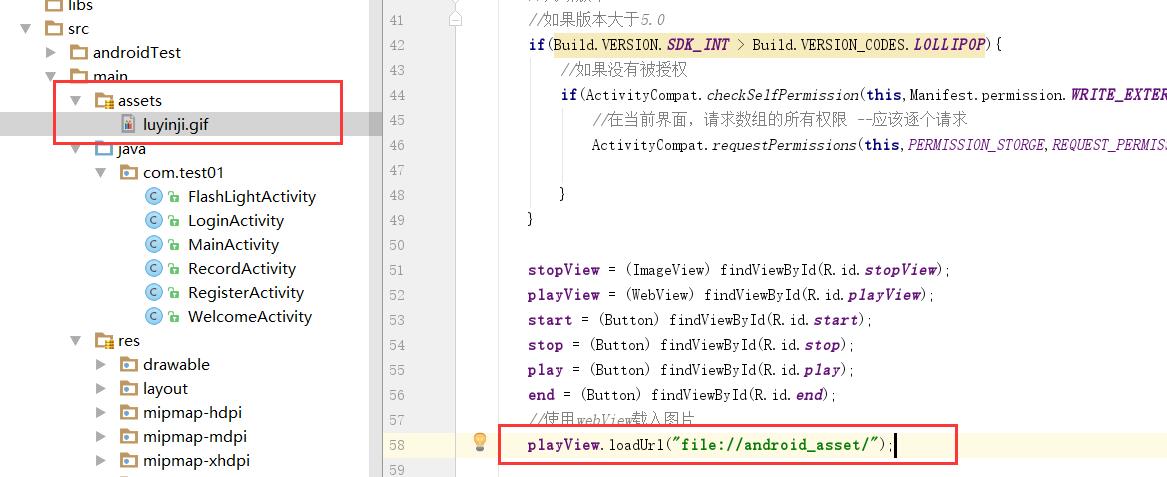 libs
src
androidTest
main
assets
luyinji.gif
java
com.test01
FlashLightActivity
LoginActivity
MainActivity
RecordActivity
RegisterActivity
WelcomeActivity
res
drawable
layout
mipmap-hdpi
mipmap-mdpi
mipmap-xhdpi
41 //如果版本大于5.0
42 if(Build.VERSION.SDK_INT > Build.VERSION_CODES.LOLLIPOP){
43 //如果没有被授权
44 if(ActivityCompat.checkSelfPermission(this,Manifest.permission.WRITE_EXTER
45 //在当前界面，请求数组的所有权限 --应该逐个请求
46 ActivityCompat.requestPermissions(this,PERMISSION_STORGE,REQUEST_PERMIS
47
48 }
49 }
50
51 stopView = (ImageView) findViewById(R.id.stopView);
52 playView = (WebView) findViewById(R.id.playView);
53 start = (Button) findViewById(R.id.start);
54 stop = (Button) findViewById(R.id.stop);
55 play = (Button) findViewById(R.id.play);
56 end = (Button) findViewById(R.id.end);
57 //使用webView载入图片
58 playView.loadUrl("file://android_asset/");
59